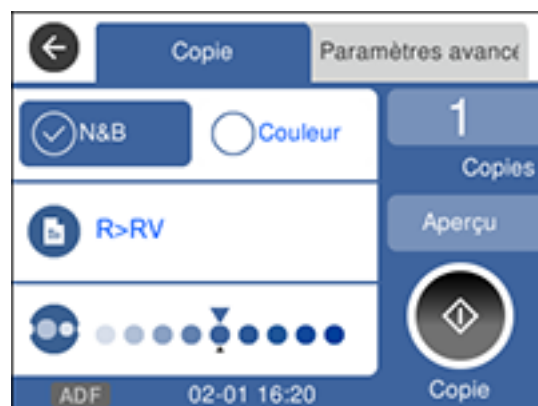 Copie
Paramètres avancé
N&B
Couleur
1
Copies
R>RV
Aperçu
ADF
02-01 16:20
Copie